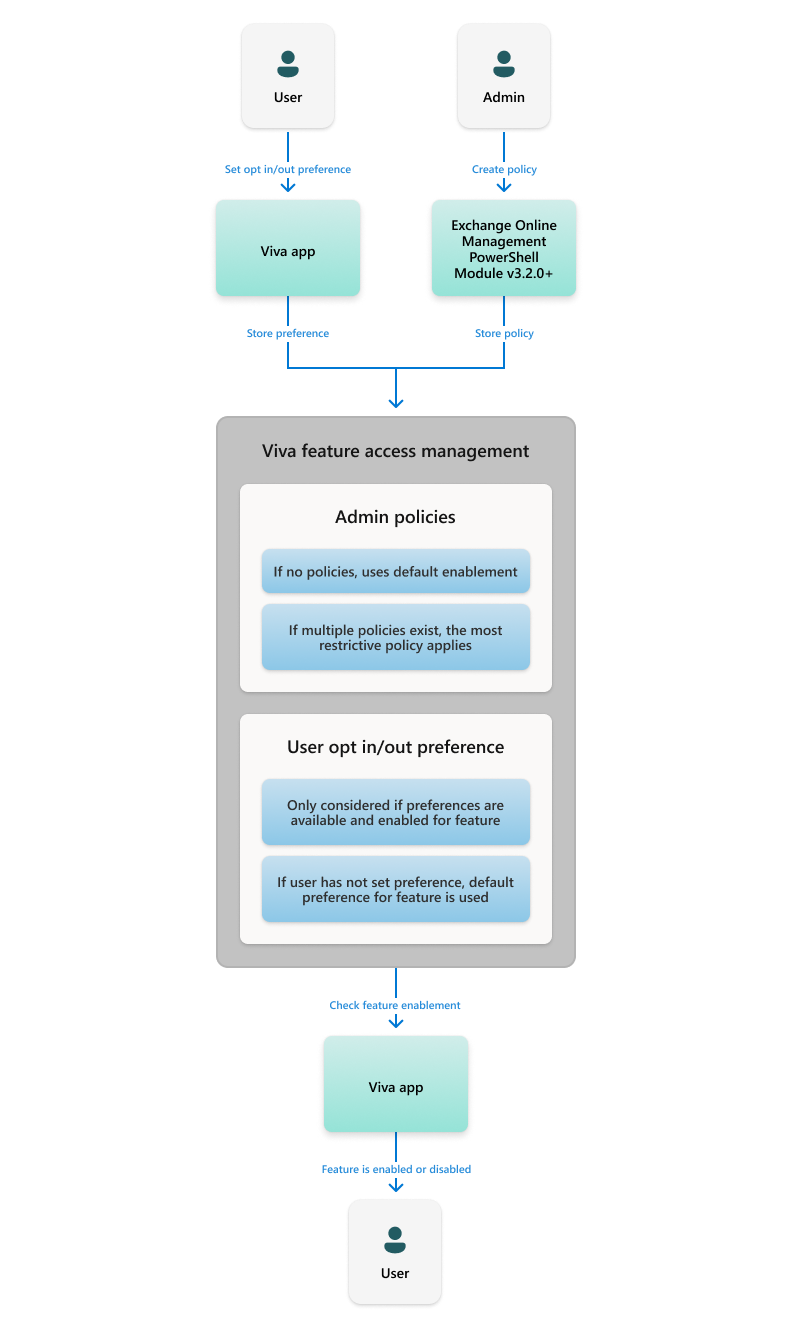 User
Admin
Set opt in/out preference
Create policy
Viva app
Exchange Online
Management
PowerShell
Module v3.2.0+
Store preference
Store policy
Viva feature access management
Admin policies
If no policies, uses default enablement
If multiple policies exist, the most
restrictive policy applies
User opt in/out preference
Only considered if preferences are
available and enabled for feature
If user has not set preference, default
preference for feature is used
Check feature enablement
Viva app
Feature is enabled or disabled
User